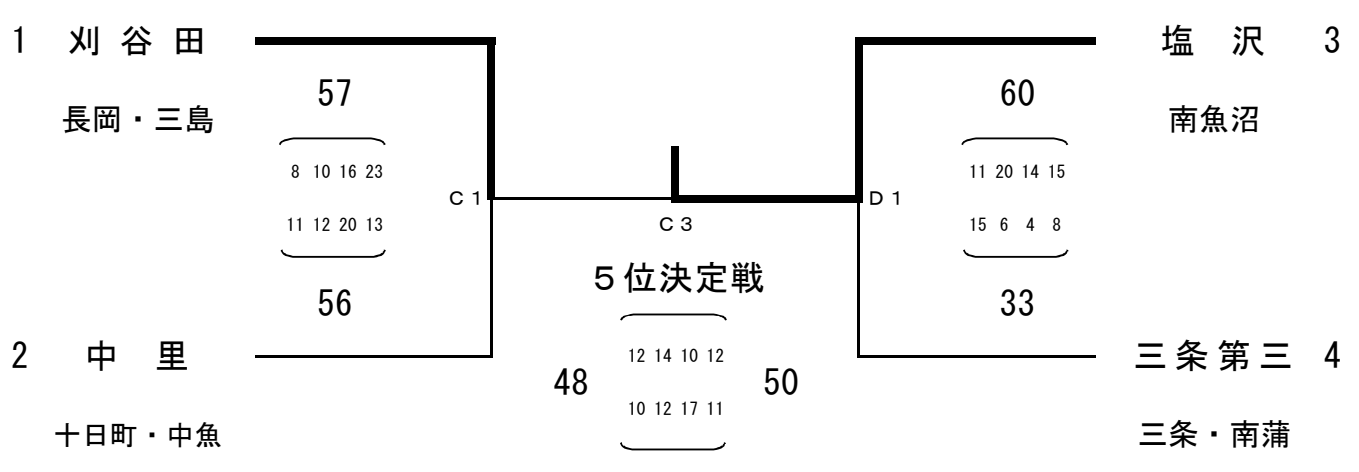 1 刈谷田
長岡・三島
57
8 10 16 23
11 12 20 13
56
2 中里
十日町・中魚
C1
C3
5位決定戦
48
12 14 10 12
10 12 17 11
50
D1
塩沢 3
南魚沼
60
11 20 14 15
15 6 4 8
33
三条第三 4
三条・南蒲